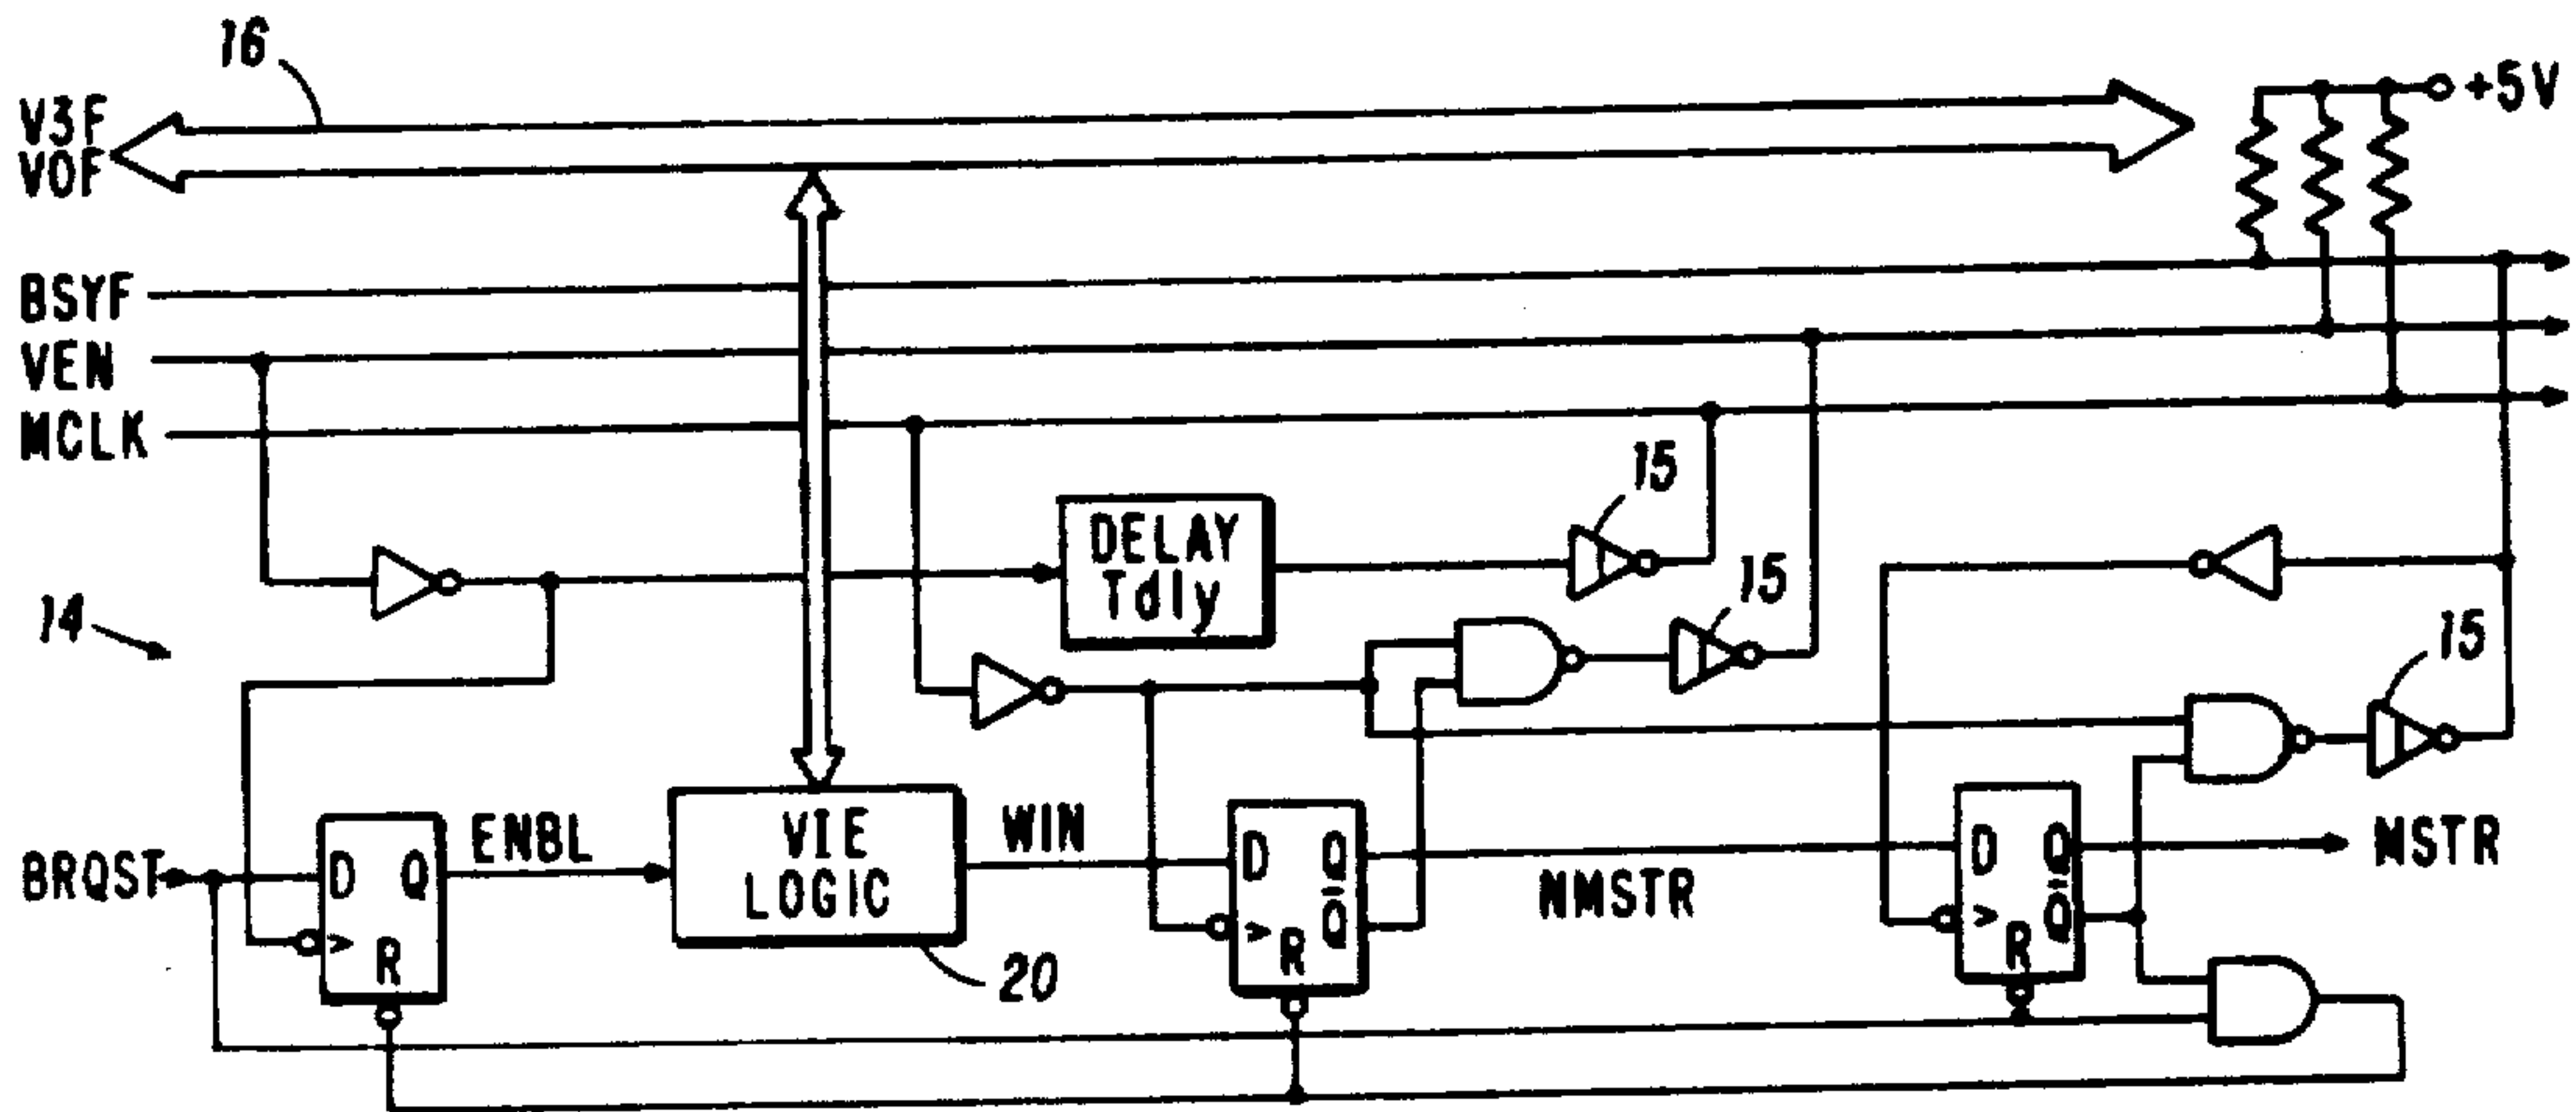 16
V3F
V0F
+5V
BSYF
VEN
MCLK
15
DELAY
Tdly
15
14
15
BRQST
D Q
>
R
ENBL
VIE
LOGIC
20
WIN
D Q
> Q̅
R
NMSTR
D Q
> Q̅
R
MSTR